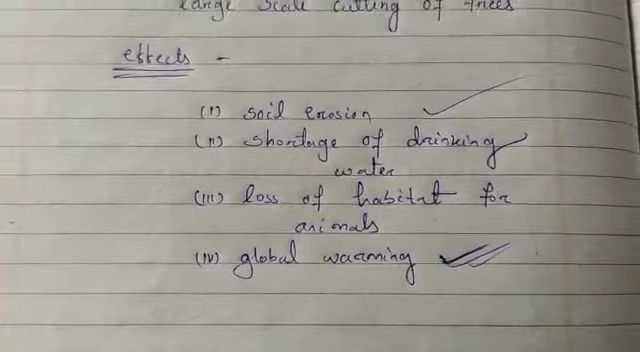 large scale cutting of trees
effects -
(I) soil erosion
(II) shortage of drinking
water
(III) loss of habitat for
animals
(IV) global warming